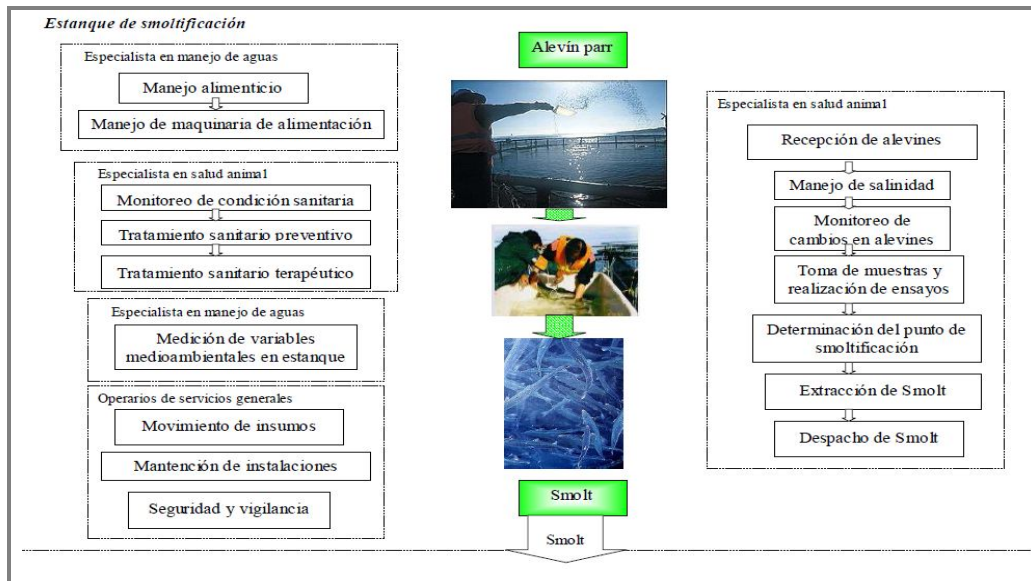 Estanque de smoltificación
Especialista en manejo de aguas
Manejo alimenticio
Manejo de maquinaria de alimentación
Especialista en salud animal
Monitoreo de condición sanitaria
Tratamiento sanitario preventivo
Tratamiento sanitario terapéutico
Especialista en manejo de aguas
Medición de variables
medioambientales en estanque
Operarios de servicios generales
Movimiento de insumos
Mantención de instalaciones
Seguridad y vigilancia
Alevín parr
Smolt
Smolt
Especialista en salud animal
Recepción de alevines
Manejo de salinidad
Monitoreo de
cambios en alevines
Toma de muestras y
realización de ensayos
Determinación del punto de
smoltificación
Extracción de Smolt
Despacho de Smolt